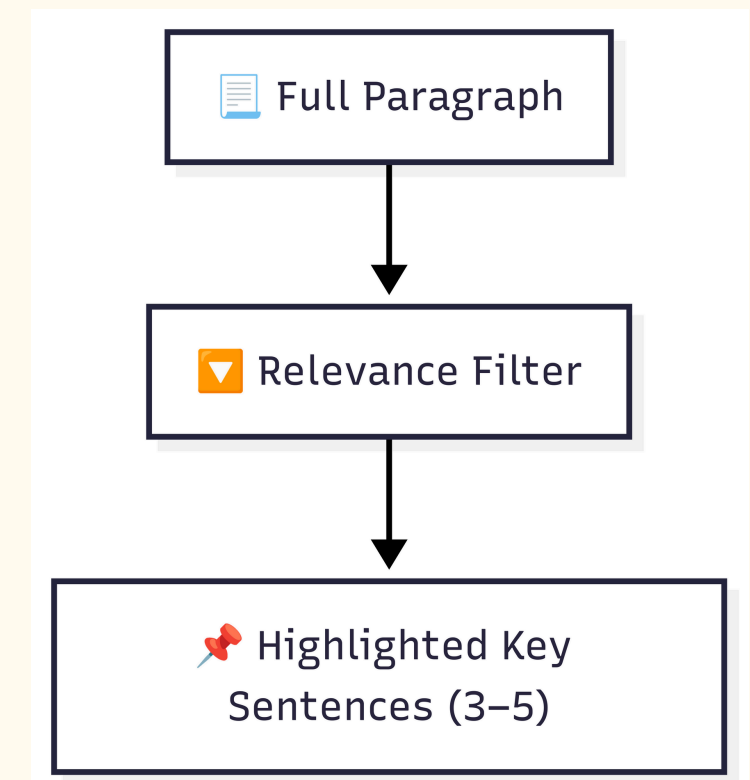 📃 Full Paragraph
🔽 Relevance Filter
📌 Highlighted Key
Sentences (3–5)